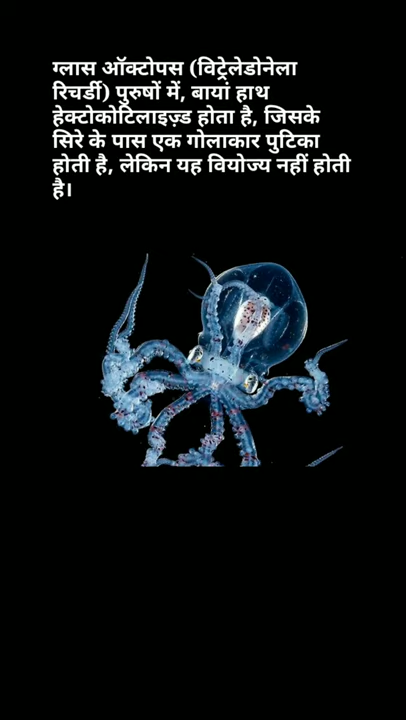 ग्लास ऑक्टोपस (विट्रेलेडोनेला
रिचर्डी) पुरुषों में, बायां हाथ
हेक्टोकोटिलाइज़्ड होता है, जिसके
सिरे के पास एक गोलाकार पुटिका
होती है, लेकिन यह वियोज्य नहीं होती
है।